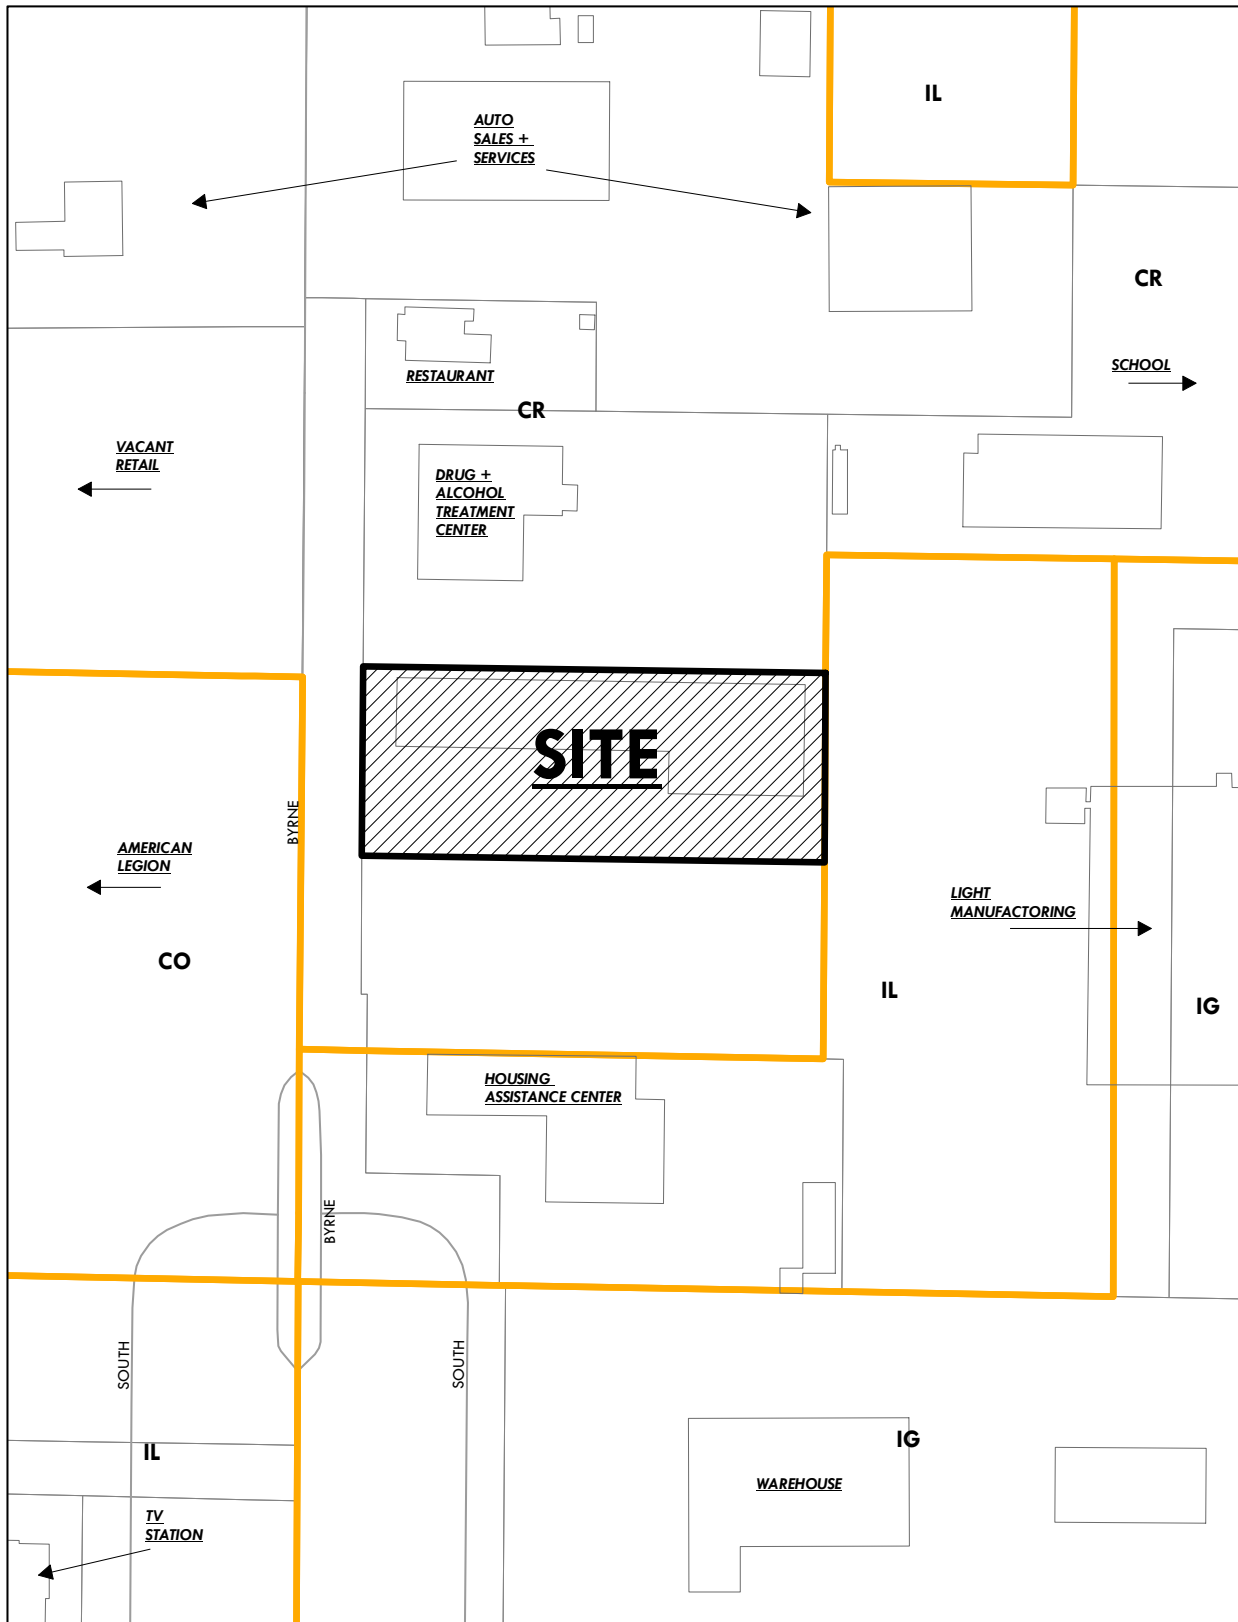 IL
AUTO
SALES +
SERVICES
CR
SCHOOL
RESTAURANT
CR
VACANT
RETAIL
DRUG +
ALCOHOL
TREATMENT
CENTER
SITE
BYRNE
AMERICAN
LEGION
LIGHT
MANUFACTORING
CO
IL
IG
HOUSING
ASSISTANCE CENTER
BYRNE
SOUTH
SOUTH
IL
IG
WAREHOUSE
TV
STATION